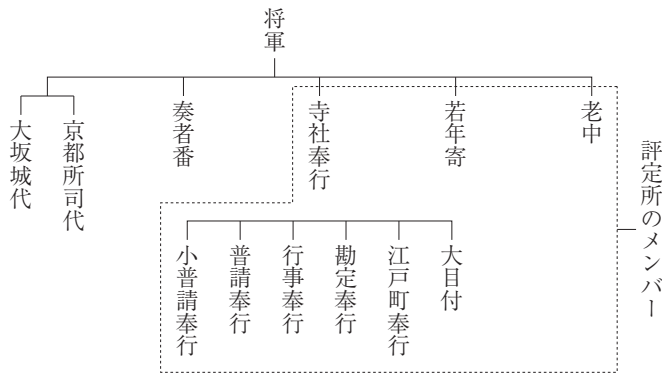 将軍
老中
若年寄
寺社奉行
奏者番
京都所司代
大坂城代
評定所のメンバー
大目付
江戸町奉行
勘定奉行
行事奉行
普請奉行
小普請奉行